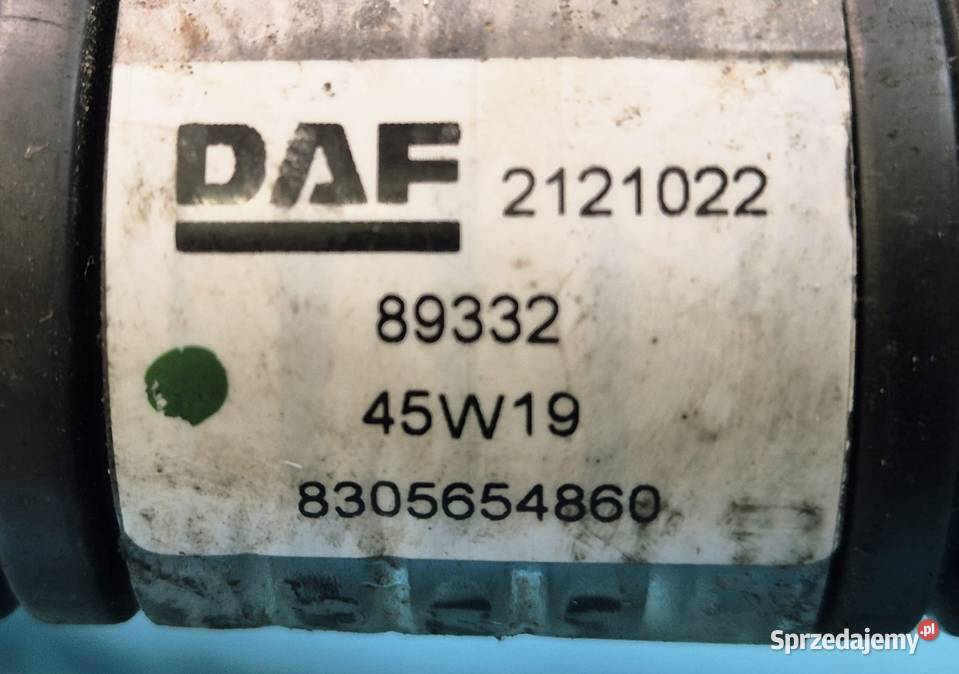 DAF 2121022
89332
45W19
8305654860
Sprzedajemy.pl